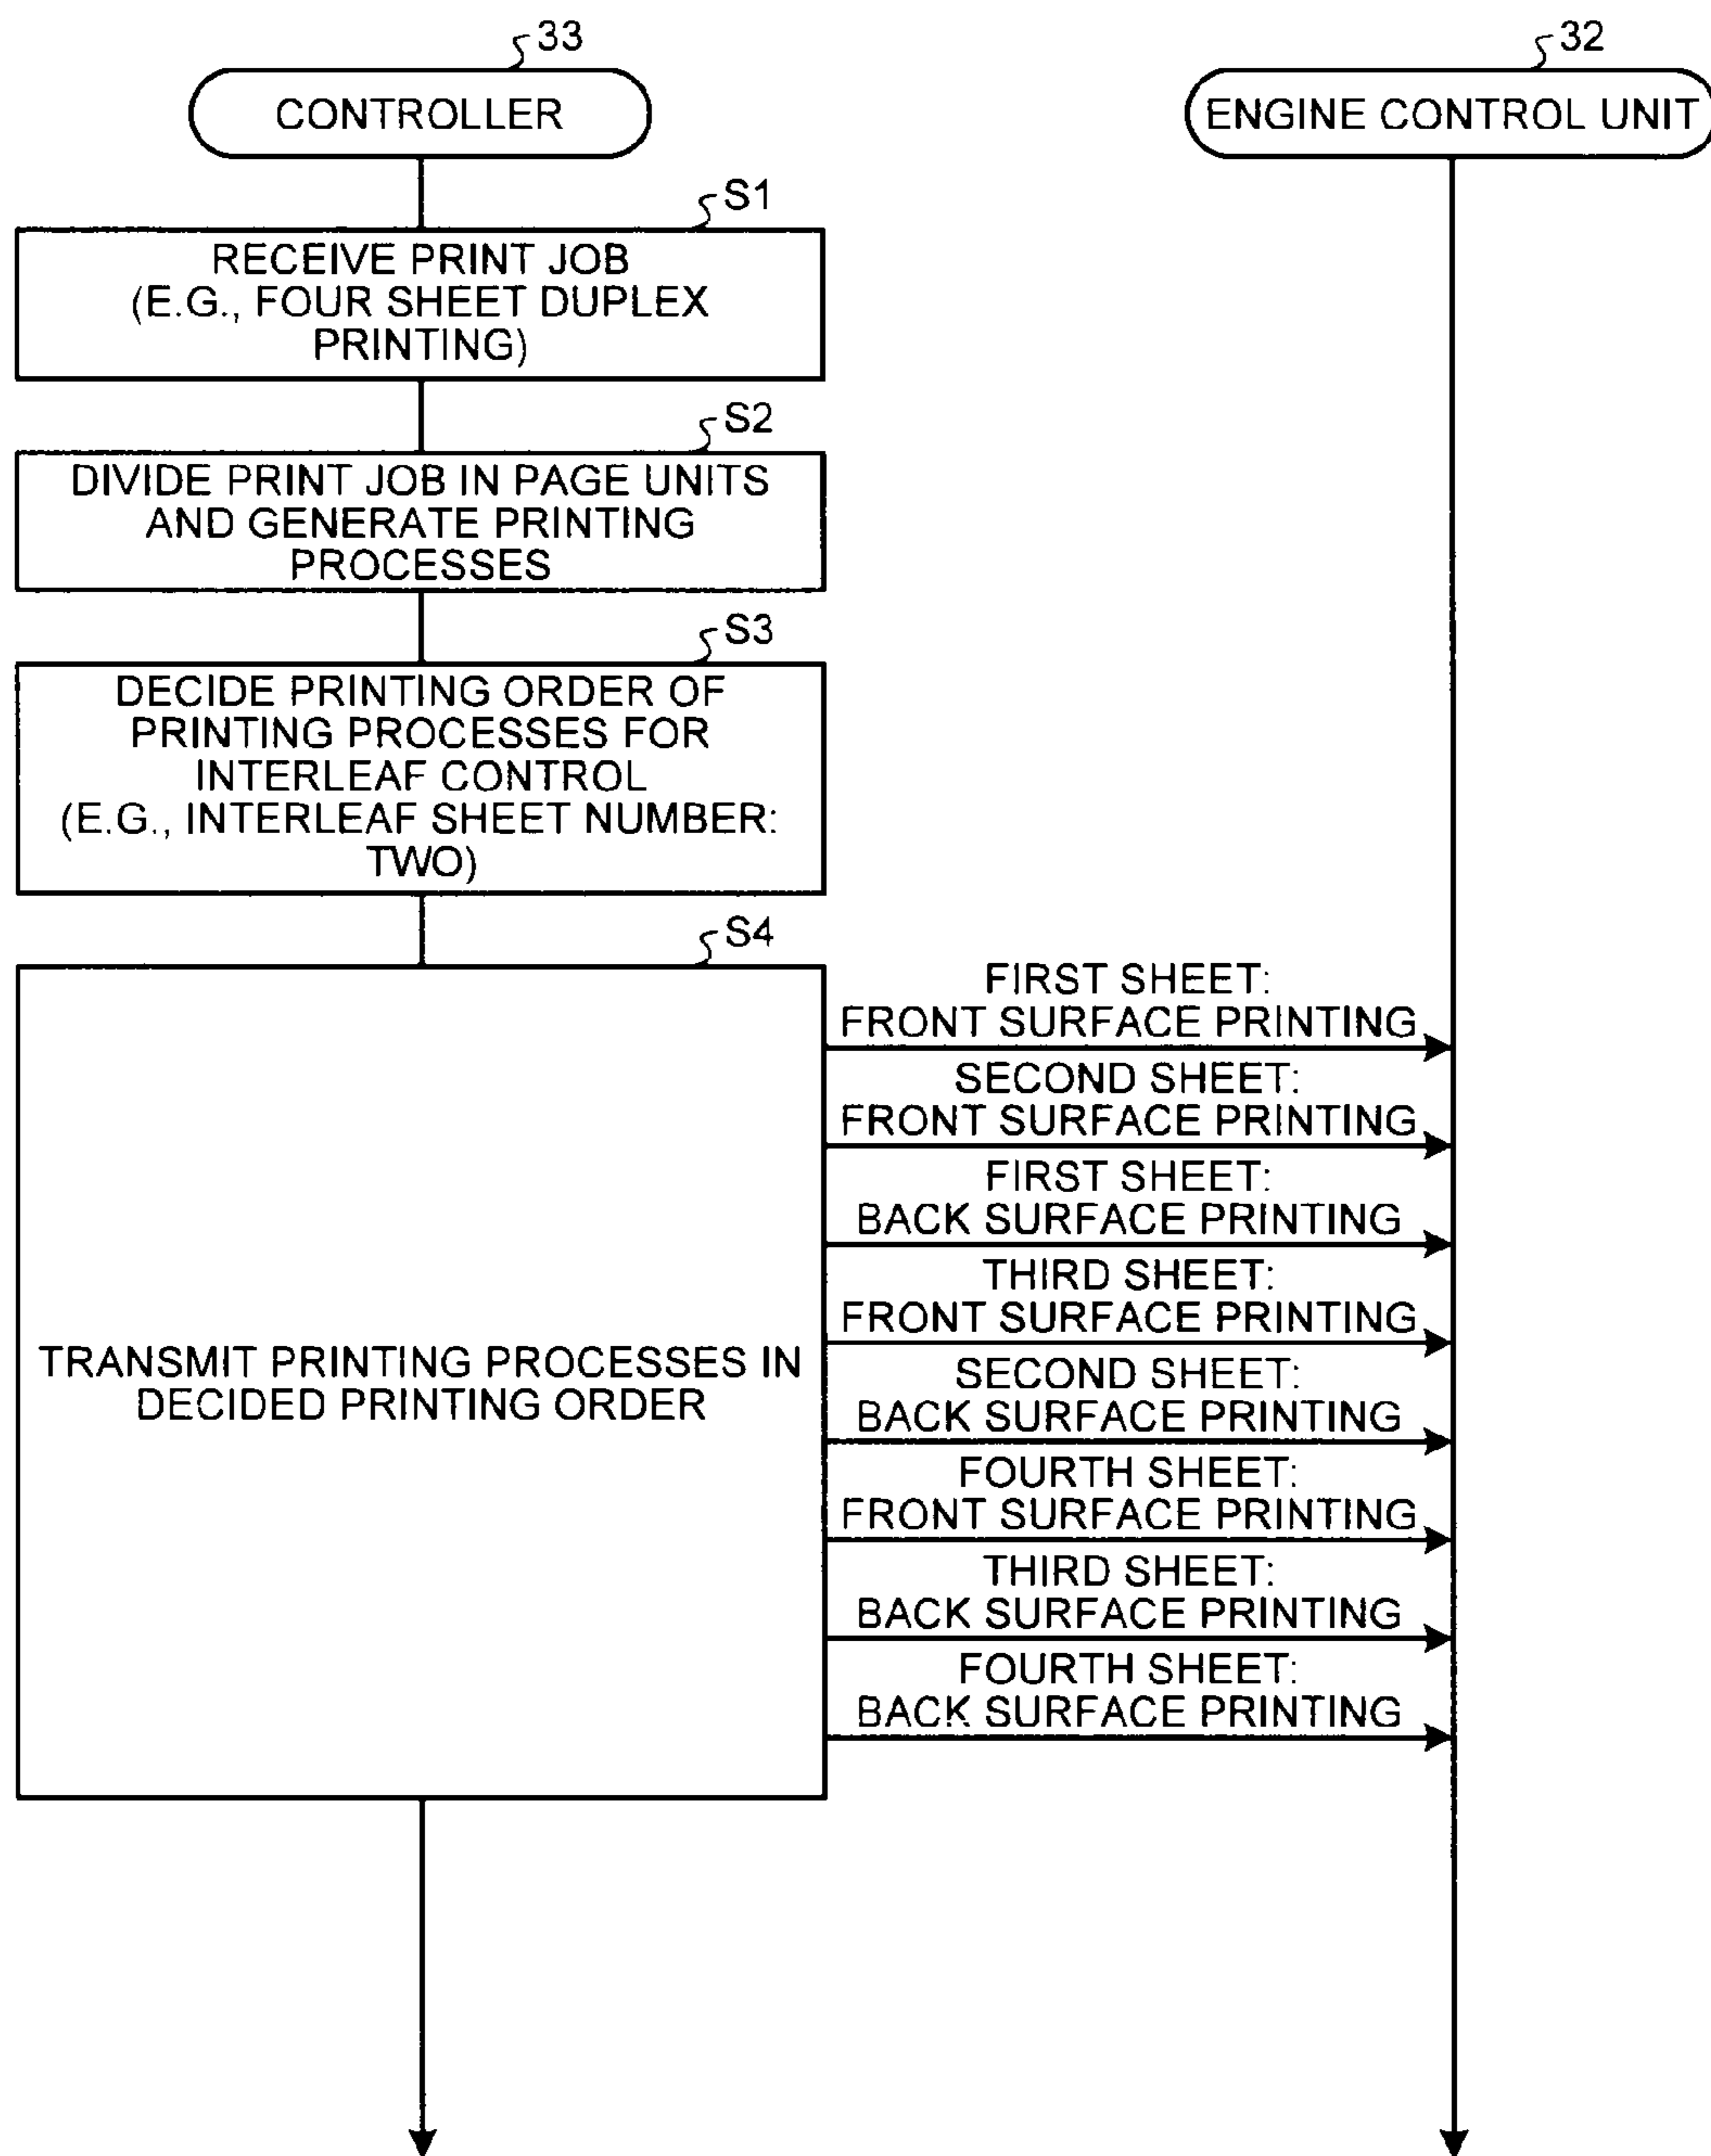 33
CONTROLLER
32
ENGINE CONTROL UNIT
S1
RECEIVE PRINT JOB
(E.G., FOUR SHEET DUPLEX
PRINTING)
S2
DIVIDE PRINT JOB IN PAGE UNITS
AND GENERATE PRINTING
PROCESSES
S3
DECIDE PRINTING ORDER OF
PRINTING PROCESSES FOR
INTERLEAF CONTROL
(E.G., INTERLEAF SHEET NUMBER:
TWO)
S4
TRANSMIT PRINTING PROCESSES IN
DECIDED PRINTING ORDER
FIRST SHEET:
FRONT SURFACE PRINTING
SECOND SHEET:
FRONT SURFACE PRINTING
FIRST SHEET:
BACK SURFACE PRINTING
THIRD SHEET:
FRONT SURFACE PRINTING
SECOND SHEET:
BACK SURFACE PRINTING
FOURTH SHEET:
FRONT SURFACE PRINTING
THIRD SHEET:
BACK SURFACE PRINTING
FOURTH SHEET:
BACK SURFACE PRINTING